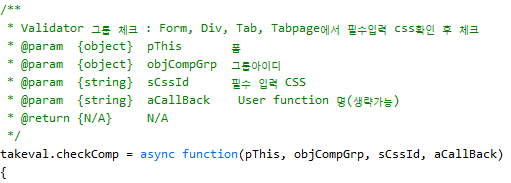 /**
 * Validator 그룹 체크 : Form, Div, Tab, Tabpage에서 필수입력 css확인 후 체크
 * @param  {object}  pThis      폼
 * @param  {object}  objCompGrp  그룹아이디
 * @param  {string}  sCssId      필수 입력 CSS
 * @param  {string}  aCallBack    User function 명(생략가능)
 * @return {N/A}     N/A
 */
takeval.checkComp = async function(pThis, objCompGrp, sCssId, aCallBack)
{